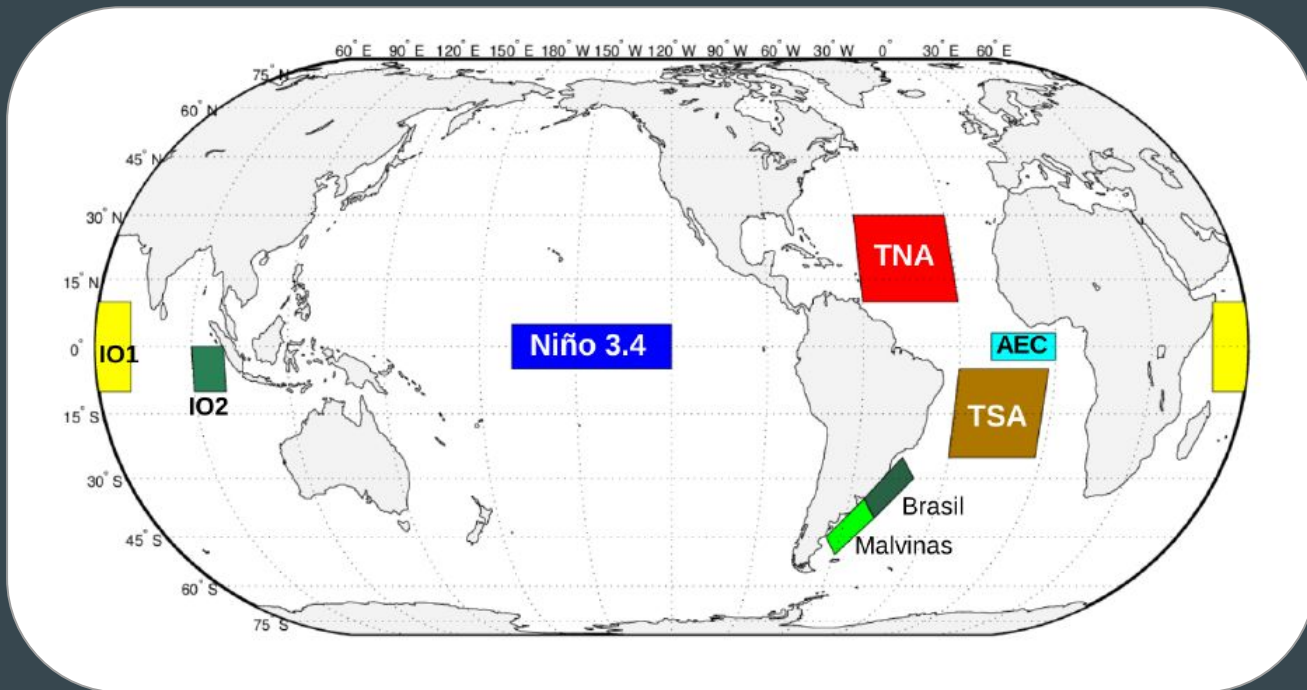 60° E 90° E 120° E 150° E 180° W 150° W 120° W 90° W 60° W 30° W 0° 30° E 60° E
75° N
60° N
45° N
30° N
TNA
15° N
Niño 3.4
AEC
0°
IO1
IO2
TSA
15° S
30° S
Brasil
45° S
Malvinas
60° S
75° S